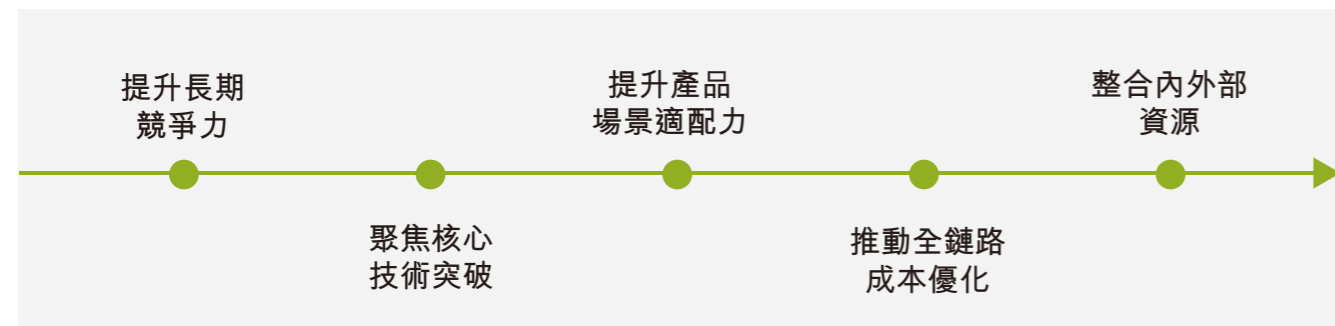 提升長期
競爭力
聚焦核心
技術突破
提升產品
場景適配力
推動全鏈路
成本優化
整合內外部
資源